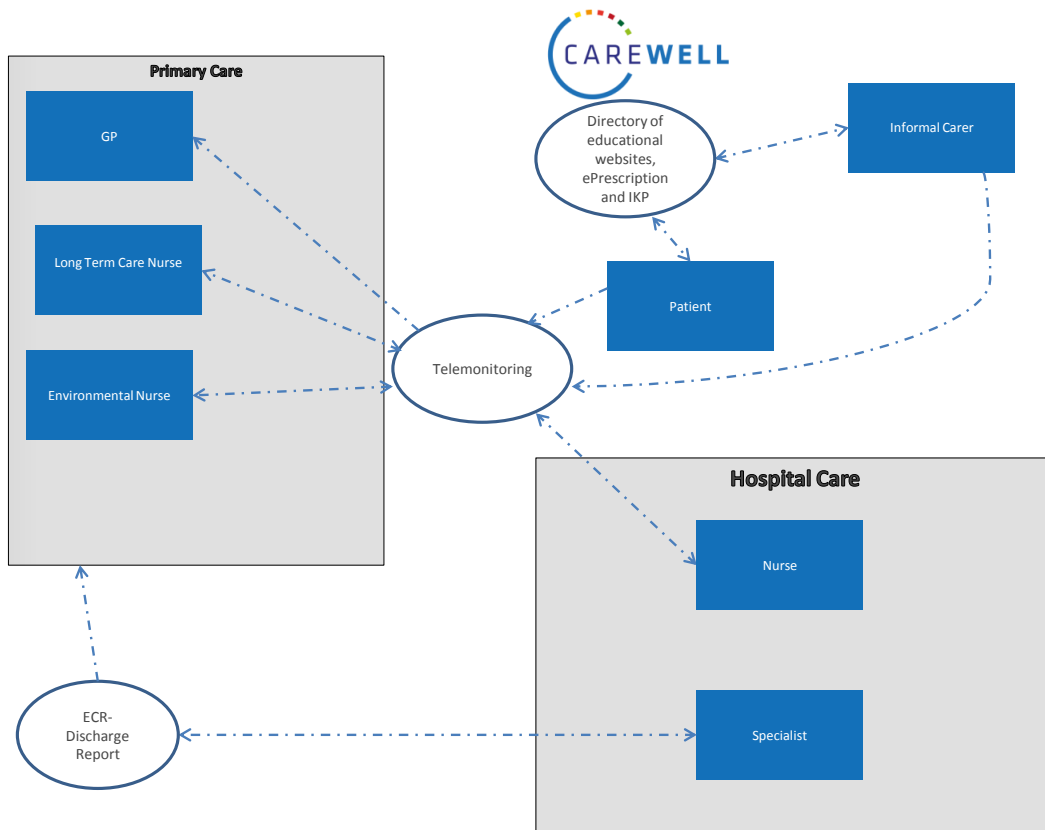 CAREWELL
Primary Care
GP
Directory of
educational
websites,
ePrescription
and IKP
Informal Carer
Long Term Care Nurse
Patient
Telemonitoring
Environmental Nurse
Hospital Care
Nurse
ECR-
Discharge
Report
Specialist